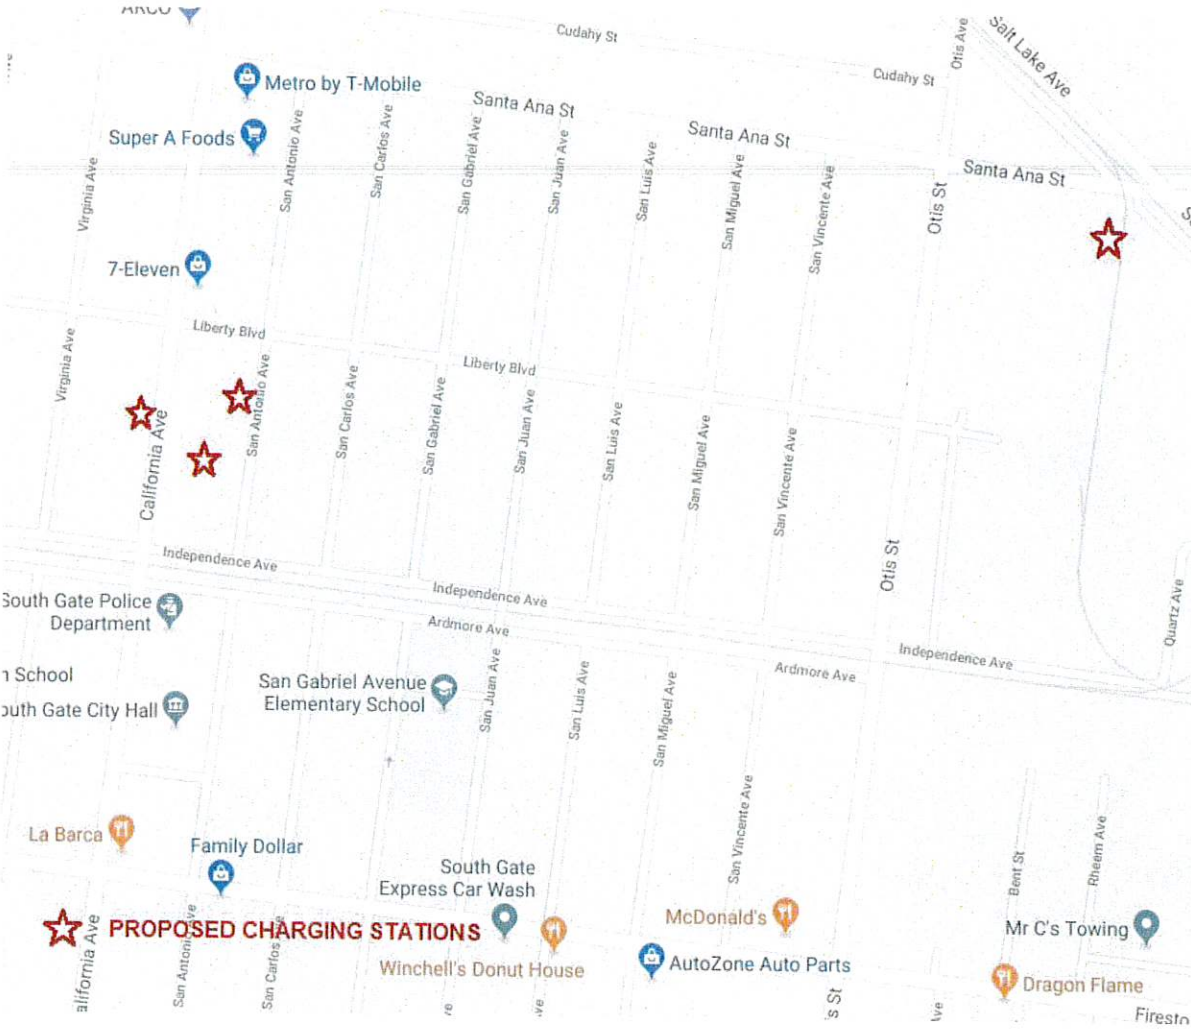 ARCO
Cudahy St
Otis Ave
Salt Lake Ave
Cudahy St
Metro by T-Mobile
Santa Ana St
Super A Foods
Santa Ana St
Santa Ana St
Virginia Ave
San Antonio Ave
San Carlos Ave
San Gabriel Ave
San Juan Ave
San Luis Ave
San Miguel Ave
San Vincente Ave
Otis St
7-Eleven
Liberty Blvd
Liberty Blvd
Virginia Ave
California Ave
San Antonio Ave
San Carlos Ave
San Gabriel Ave
San Juan Ave
San Luis Ave
San Miguel Ave
San Vincente Ave
Otis St
Independence Ave
Independence Ave
Ardmore Ave
Independence Ave
Ardmore Ave
Quartz Ave
South Gate Police
Department
n School
outh Gate City Hall
San Gabriel Avenue
Elementary School
San Juan Ave
San Luis Ave
San Miguel Ave
San Vincente Ave
Bent St
Rheem Ave
La Barca
Family Dollar
South Gate
Express Car Wash
McDonald's
Mr C's Towing
PROPOSED CHARGING STATIONS
alifornia Ave
San Antonio Ave
San Carlos
Winchell's Donut House
AutoZone Auto Parts
Dragon Flame
's St
Ave
Firesto